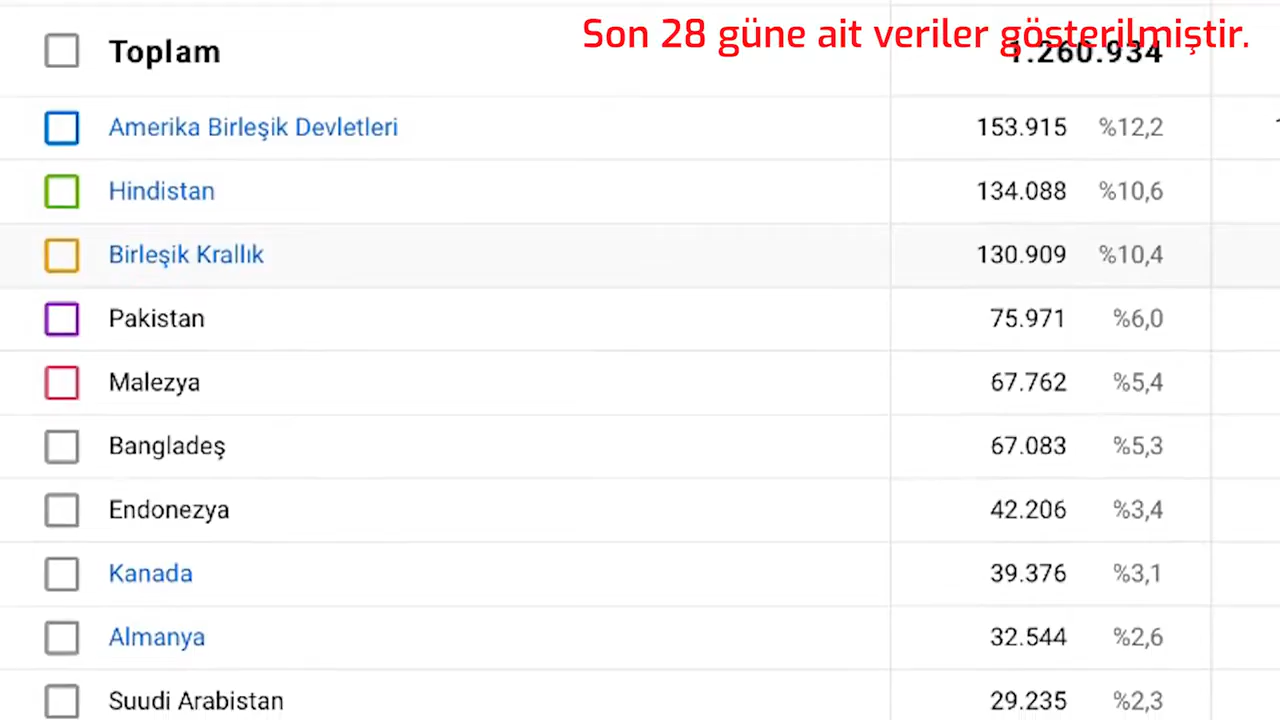 Son 28 güne ait veriler gösterilmiştir.
Toplam 1.260.934
Amerika Birleşik Devletleri 153.915 %12,2
Hindistan 134.088 %10,6
Birleşik Krallık 130.909 %10,4
Pakistan 75.971 %6,0
Malezya 67.762 %5,4
Bangladeş 67.083 %5,3
Endonezya 42.206 %3,4
Kanada 39.376 %3,1
Almanya 32.544 %2,6
Suudi Arabistan 29.235 %2,3